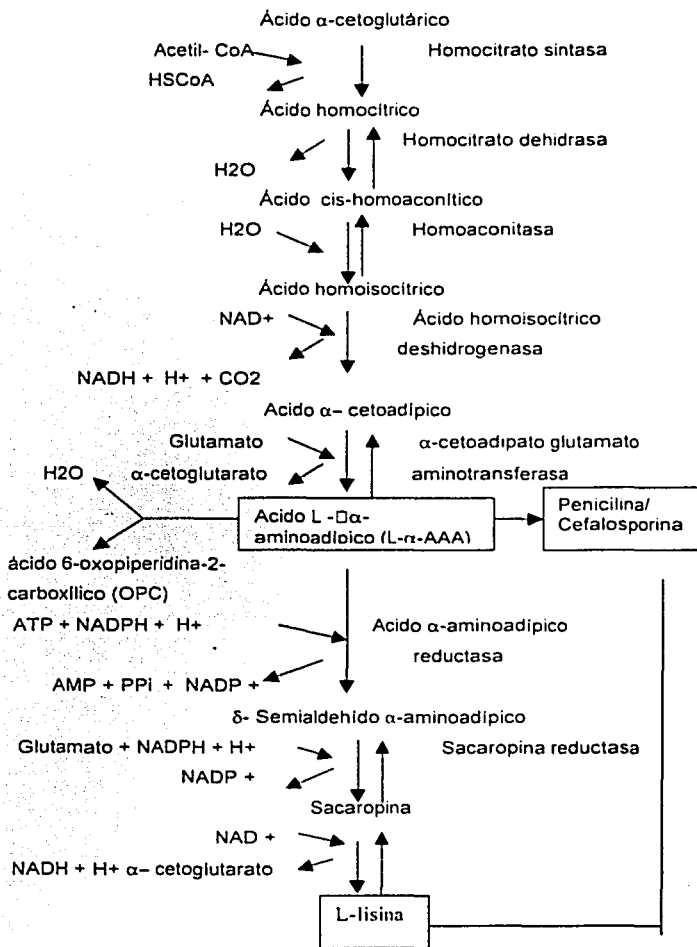 Ácido α-cetoglutárico
Acetil- CoA
Homocitrato sintasa
HSCoA
Ácido homocítrico
Homocitrato dehidrasa
H2O
Ácido cis-homoaconítico
H2O
Homoaconitasa
Ácido homoisocítrico
NAD+
Ácido homoisocítrico
deshidrogenasa
NADH + H+ + CO2
Acido α– cetoadípico
Glutamato
α-cetoadipato glutamato
H2O
α-cetoglutarato
aminotransferasa
Acido L -□α-
aminoadípico (L-α-AAA)
Penicilina/
Cefalosporina
ácido 6-oxopiperidina-2-
carboxílico (OPC)
ATP + NADPH + H+
Acido α-aminoadípico
reductasa
AMP + PPi + NADP +
δ- Semialdehído α-aminoadípico
Glutamato + NADPH + H+
Sacaropina reductasa
NADP +
Sacaropina
NAD +
NADH + H+ α– cetoglutarato
L-lisina